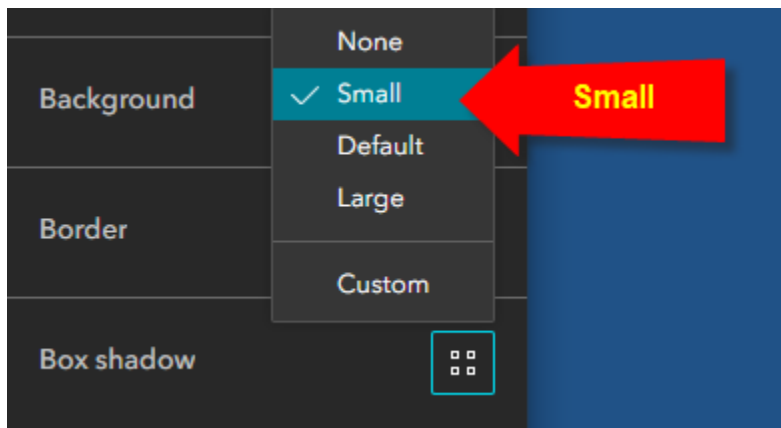 None
Background
Small
Small
Default
Large
Border
Custom
Box shadow